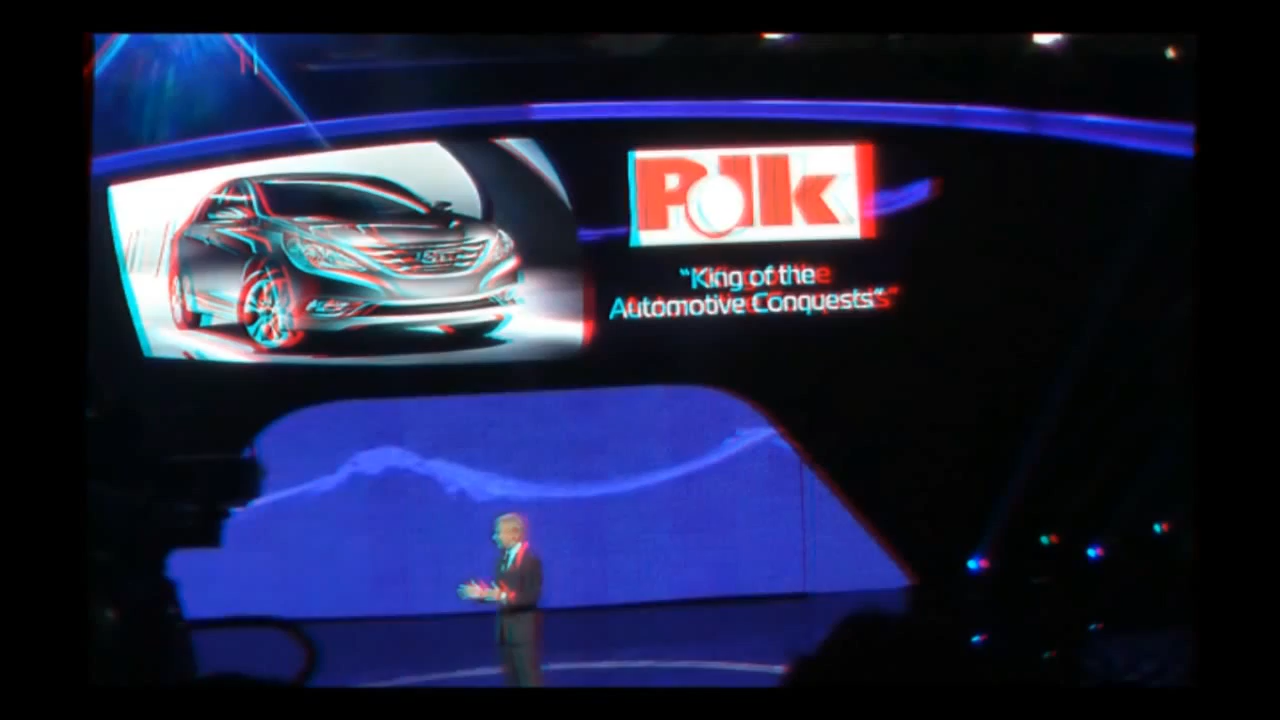 Polk
“King of the
Automotive Conquests“